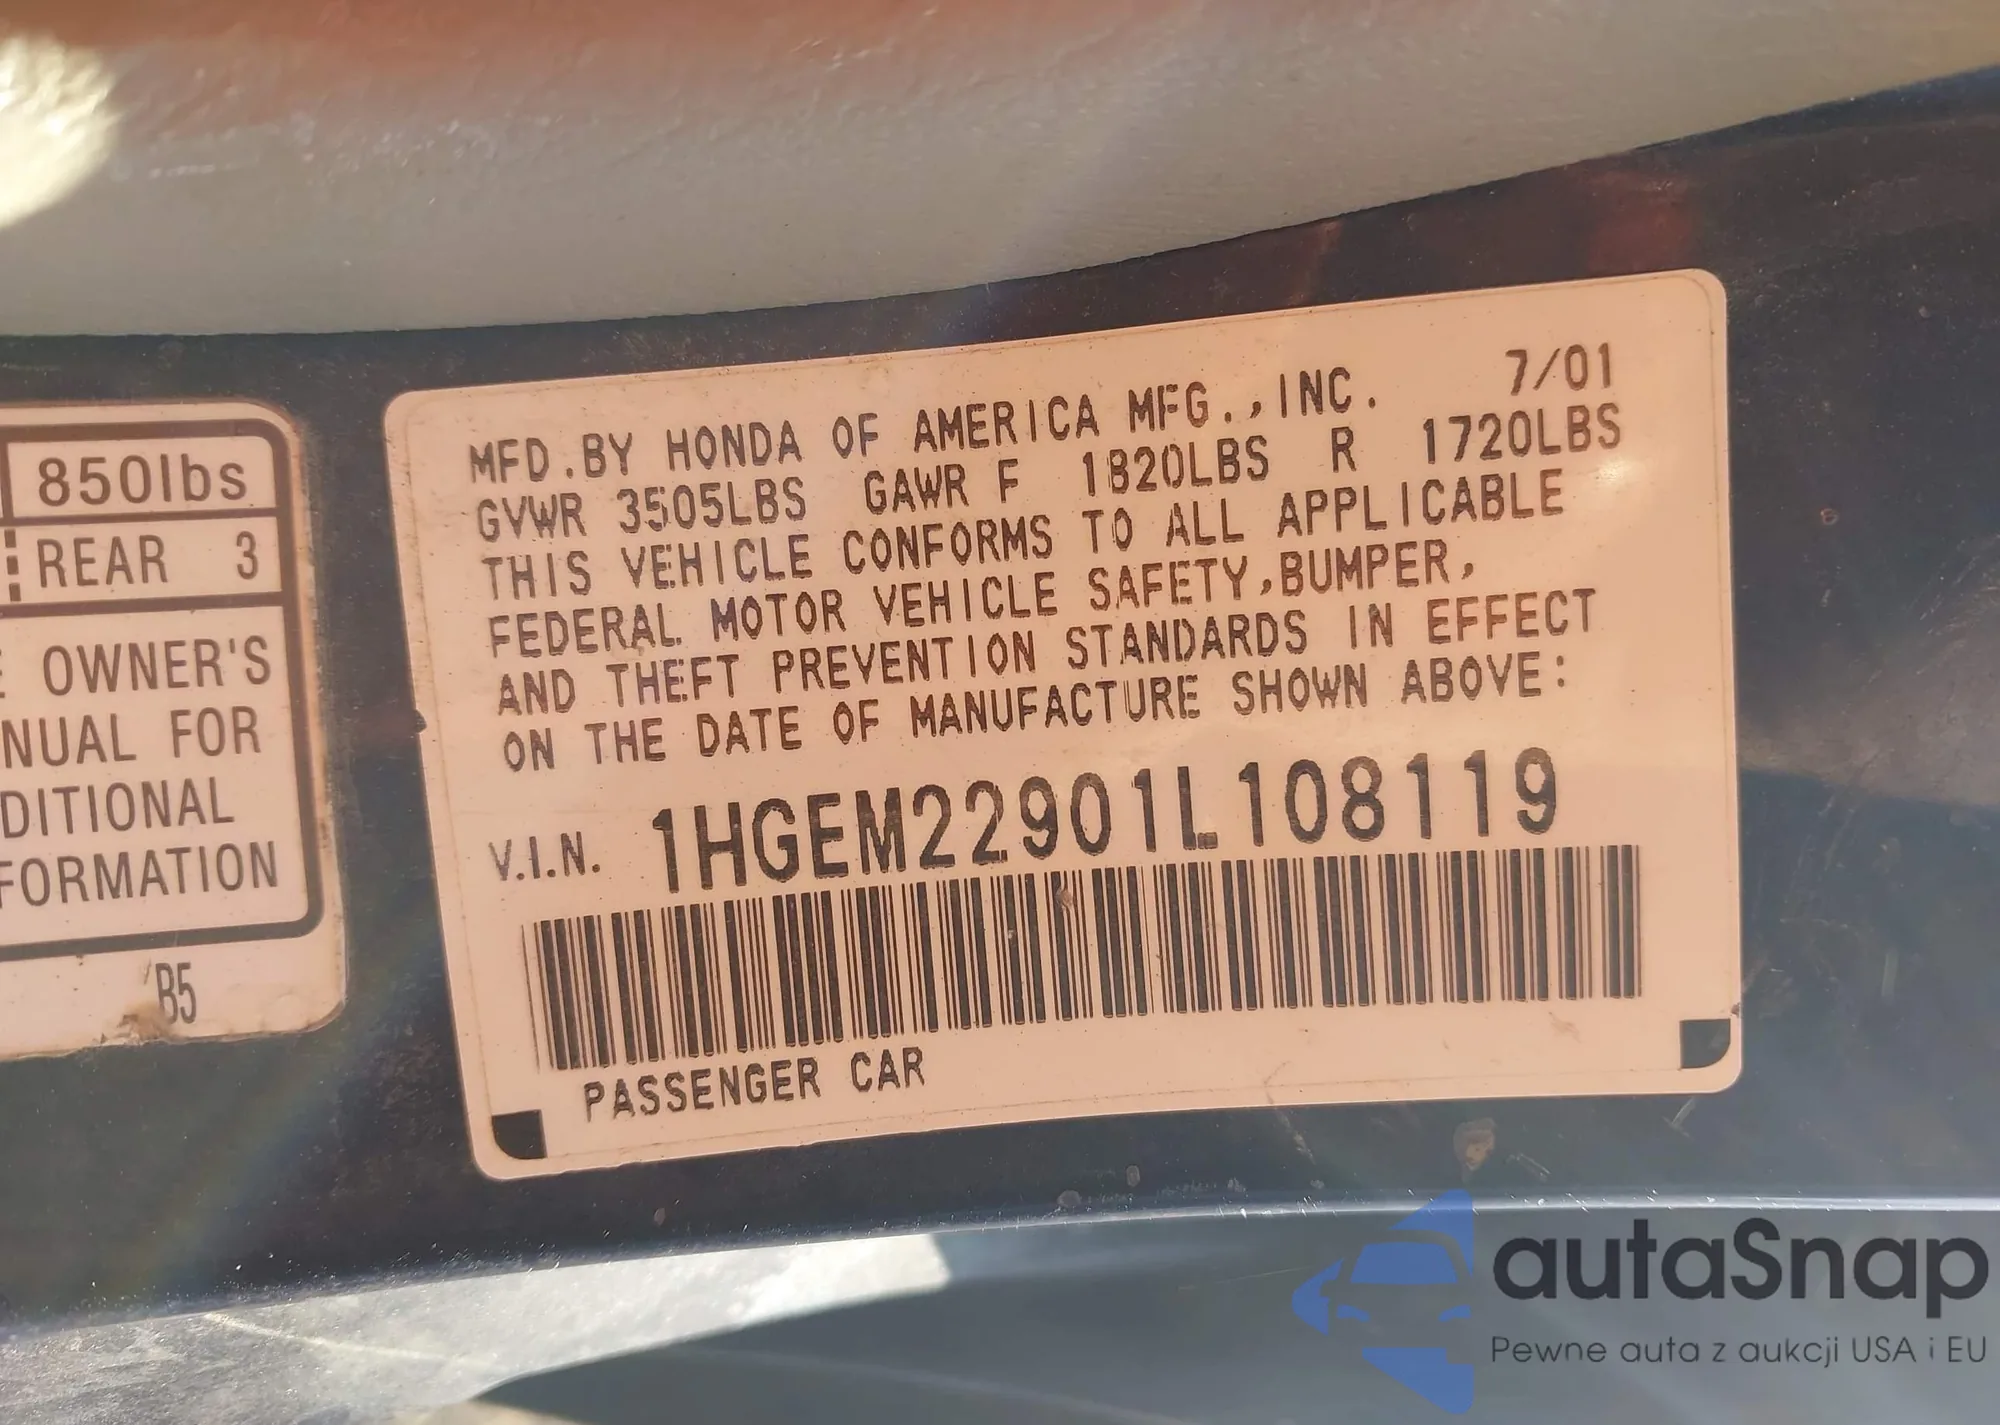 850lbs
REAR 3
OWNER'S
NUAL FOR
DITIONAL
FORMATION
B5
MFD.BY HONDA OF AMERICA MFG.,INC. 7/01
GVWR 3505LBS GAWR F 1820LBS R 1720LBS
THIS VEHICLE CONFORMS TO ALL APPLICABLE
FEDERAL MOTOR VEHICLE SAFETY,BUMPER,
AND THEFT PREVENTION STANDARDS IN EFFECT
ON THE DATE OF MANUFACTURE SHOWN ABOVE:
V.I.N. 1HGEM22901L108119
PASSENGER CAR
autaSnap
Pewne auta z aukcji USA i EU